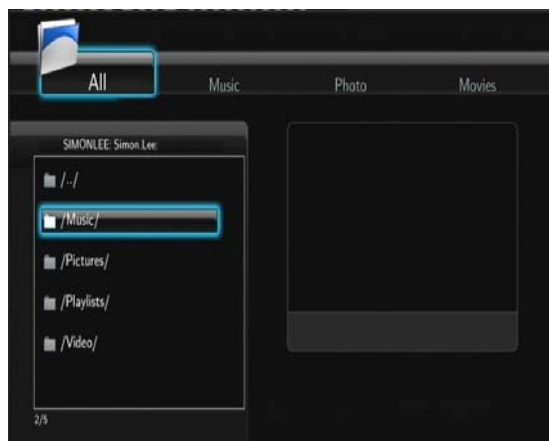 All
Music
Photo
Movies
SIMONLEE: Simon.Lee:
/../
/Music/
/Pictures/
/Playlists/
/Video/
2/5